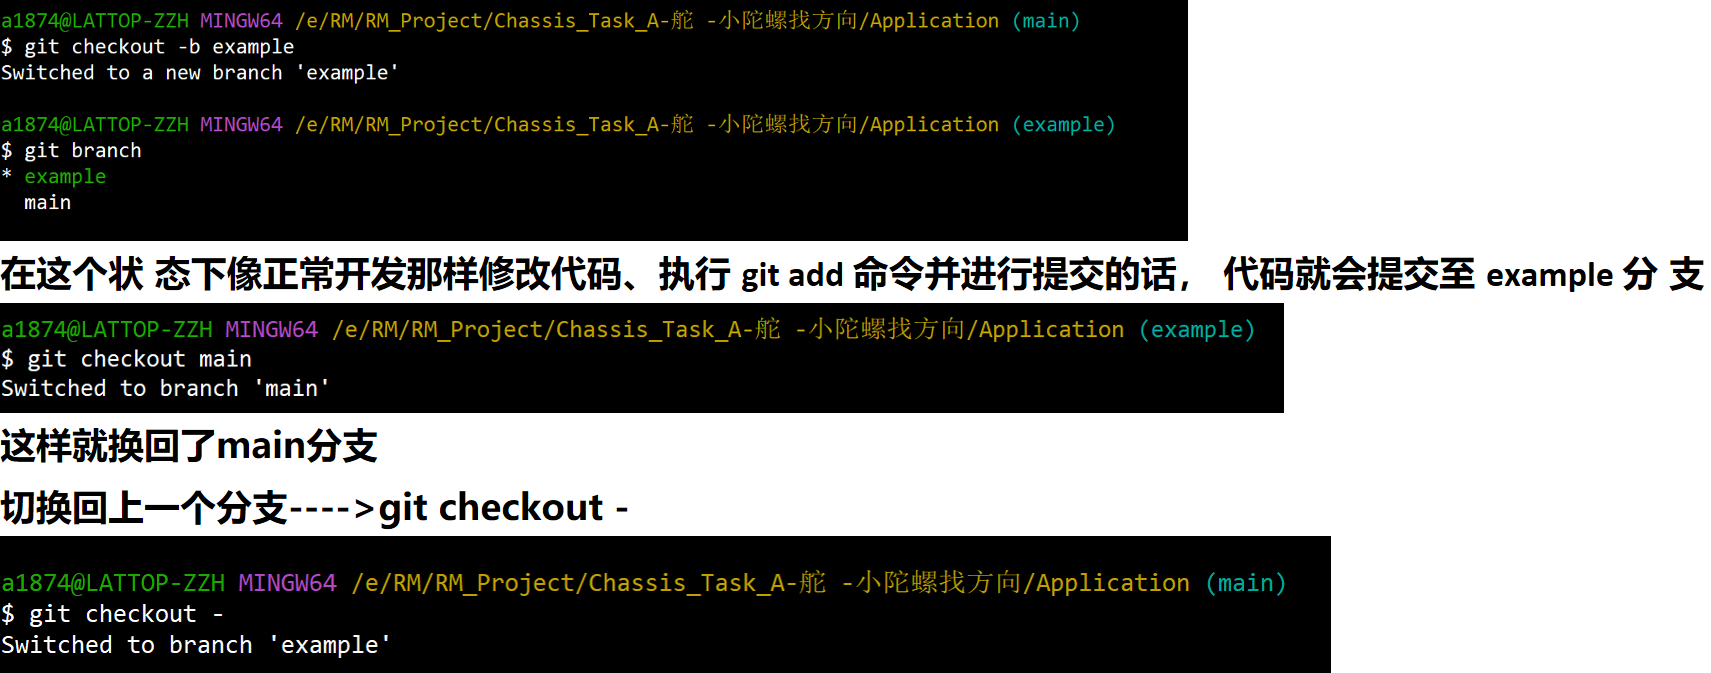 a1874@LATTOP-ZZH MINGW64 /e/RM/RM_Project/Chassis_Task_A-舵 -小陀螺找方向/Application (main)
$ git checkout -b example
Switched to a new branch 'example'
a1874@LATTOP-ZZH MINGW64 /e/RM/RM_Project/Chassis_Task_A-舵 -小陀螺找方向/Application (example)
$ git branch
* example
  main
在这个状 态下像正常开发那样修改代码、执行 git add 命令并进行提交的话， 代码就会提交至 example 分 支
a1874@LATTOP-ZZH MINGW64 /e/RM/RM_Project/Chassis_Task_A-舵 -小陀螺找方向/Application (example)
$ git checkout main
Switched to branch 'main'
这样就换回了main分支
切换回上一个分支---->git checkout -
a1874@LATTOP-ZZH MINGW64 /e/RM/RM_Project/Chassis_Task_A-舵 -小陀螺找方向/Application (main)
$ git checkout -
Switched to branch 'example'